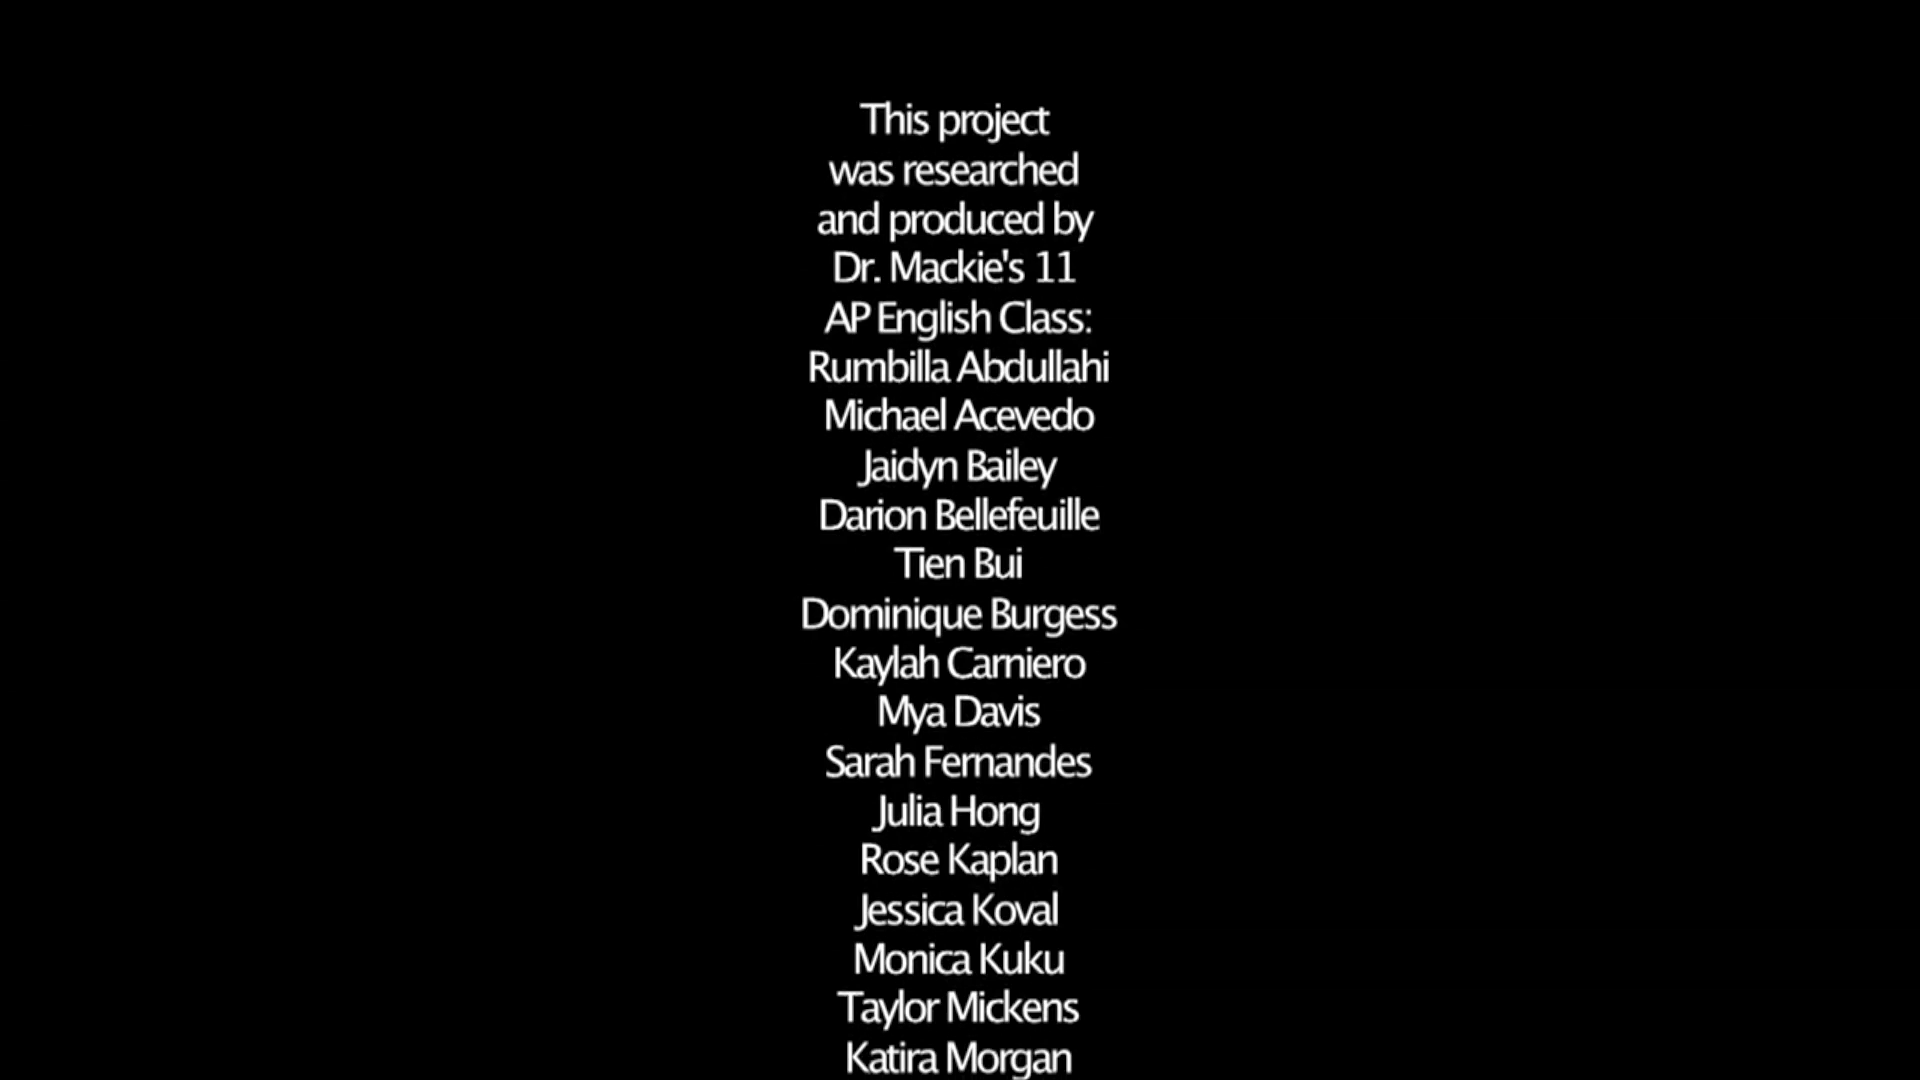 This project
was researched
and produced by
Dr. Mackie's 11
AP English Class:
Rumbilla Abdullahi
Michael Acevedo
Jaidyn Bailey
Darion Bellefeuille
Tien Bui
Dominique Burgess
Kaylah Carniero
Mya Davis
Sarah Fernandes
Julia Hong
Rose Kaplan
Jessica Koval
Monica Kuku
Taylor Mickens
Katira Morgan